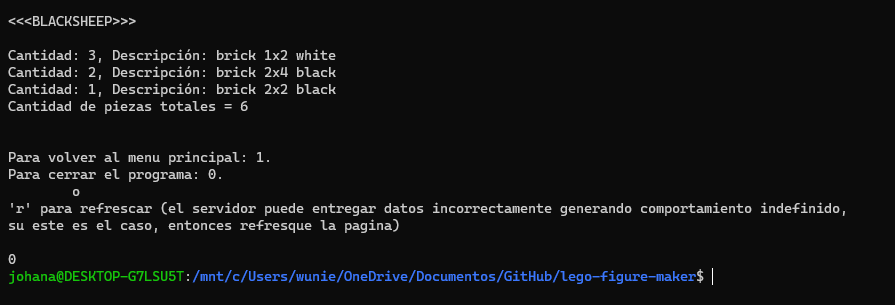 <<<BLACKSHEEP>>>
Cantidad: 3, Descripción: brick 1x2 white
Cantidad: 2, Descripción: brick 2x4 black
Cantidad: 1, Descripción: brick 2x2 black
Cantidad de piezas totales = 6
Para volver al menu principal: 1.
Para cerrar el programa: 0.
o
'r' para refrescar (el servidor puede entregar datos incorrectamente generando comportamiento indefinido,
su este es el caso, entonces refresque la pagina)
0
johana@DESKTOP-G7LSU5T:/mnt/c/Users/wunie/OneDrive/Documentos/GitHub/lego-figure-maker$